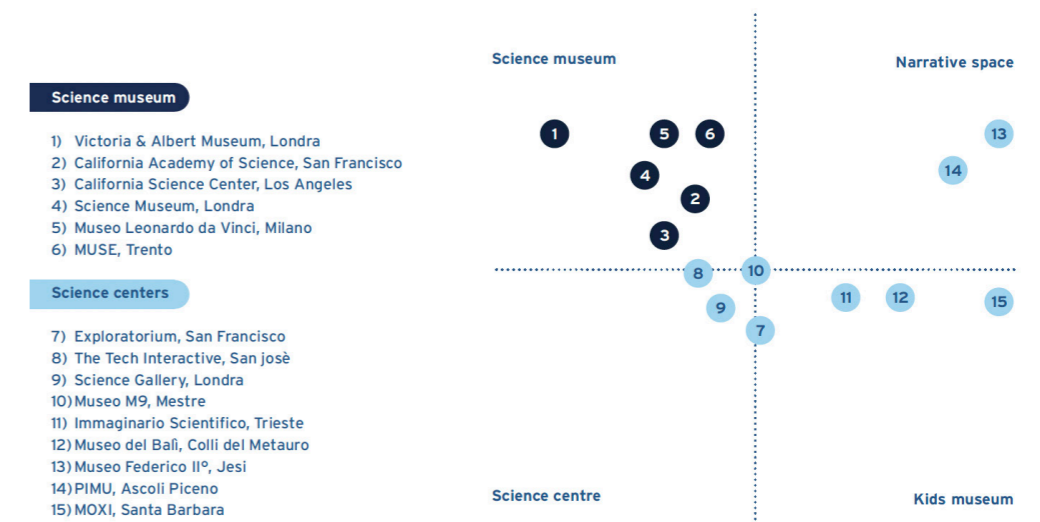 Science museum
1) Victoria & Albert Museum, Londra
2) California Academy of Science, San Francisco
3) California Science Center, Los Angeles
4) Science Museum, Londra
5) Museo Leonardo da Vinci, Milano
6) MUSE, Trento
Science centers
7) Exploratorium, San Francisco
8) The Tech Interactive, San josè
9) Science Gallery, Londra
10) Museo M9, Mestre
11) Immaginario Scientifico, Trieste
12) Museo del Balì, Colli del Metauro
13) Museo Federico II°, Jesi
14) PIMU, Ascoli Piceno
15) MOXI, Santa Barbara
Science museum
Narrative space
1
5
6
13
14
4
2
3
8
10
11
12
15
9
7
Science centre
Kids museum